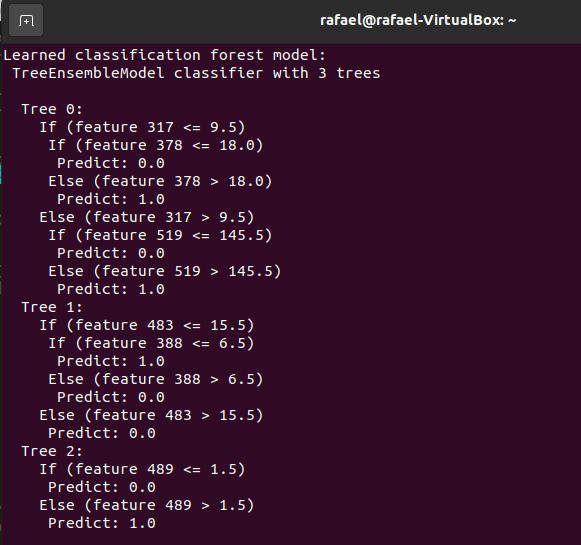 rafael@rafael-VirtualBox: ~
Learned classification forest model:
TreeEnsembleModel classifier with 3 trees
Tree 0:
If (feature 317 <= 9.5)
If (feature 378 <= 18.0)
Predict: 0.0
Else (feature 378 > 18.0)
Predict: 1.0
Else (feature 317 > 9.5)
If (feature 519 <= 145.5)
Predict: 0.0
Else (feature 519 > 145.5)
Predict: 1.0
Tree 1:
If (feature 483 <= 15.5)
If (feature 388 <= 6.5)
Predict: 1.0
Else (feature 388 > 6.5)
Predict: 0.0
Else (feature 483 > 15.5)
Predict: 0.0
Tree 2:
If (feature 489 <= 1.5)
Predict: 0.0
Else (feature 489 > 1.5)
Predict: 1.0